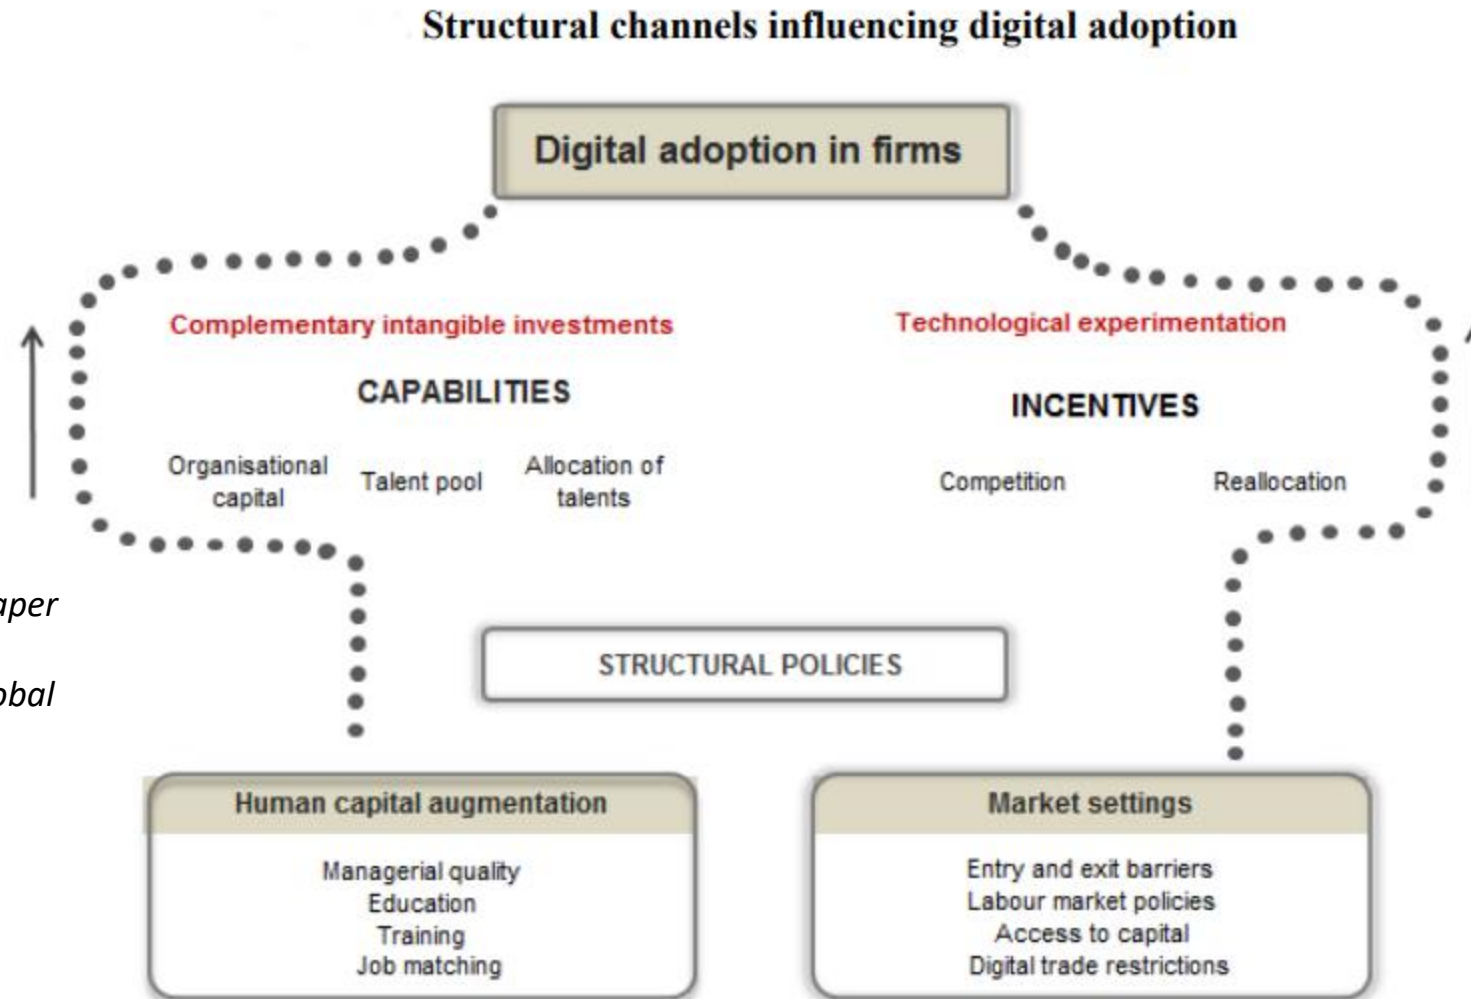 Structural channels influencing digital adoption
Digital adoption in firms
Complementary intangible investments
CAPABILITIES
Organisational
capital
Talent pool
Allocation of
talents
Technological experimentation
INCENTIVES
Competition
Reallocation
aper
obal
STRUCTURAL POLICIES
Human capital augmentation
Managerial quality
Education
Training
Job matching
Market settings
Entry and exit barriers
Labour market policies
Access to capital
Digital trade restrictions